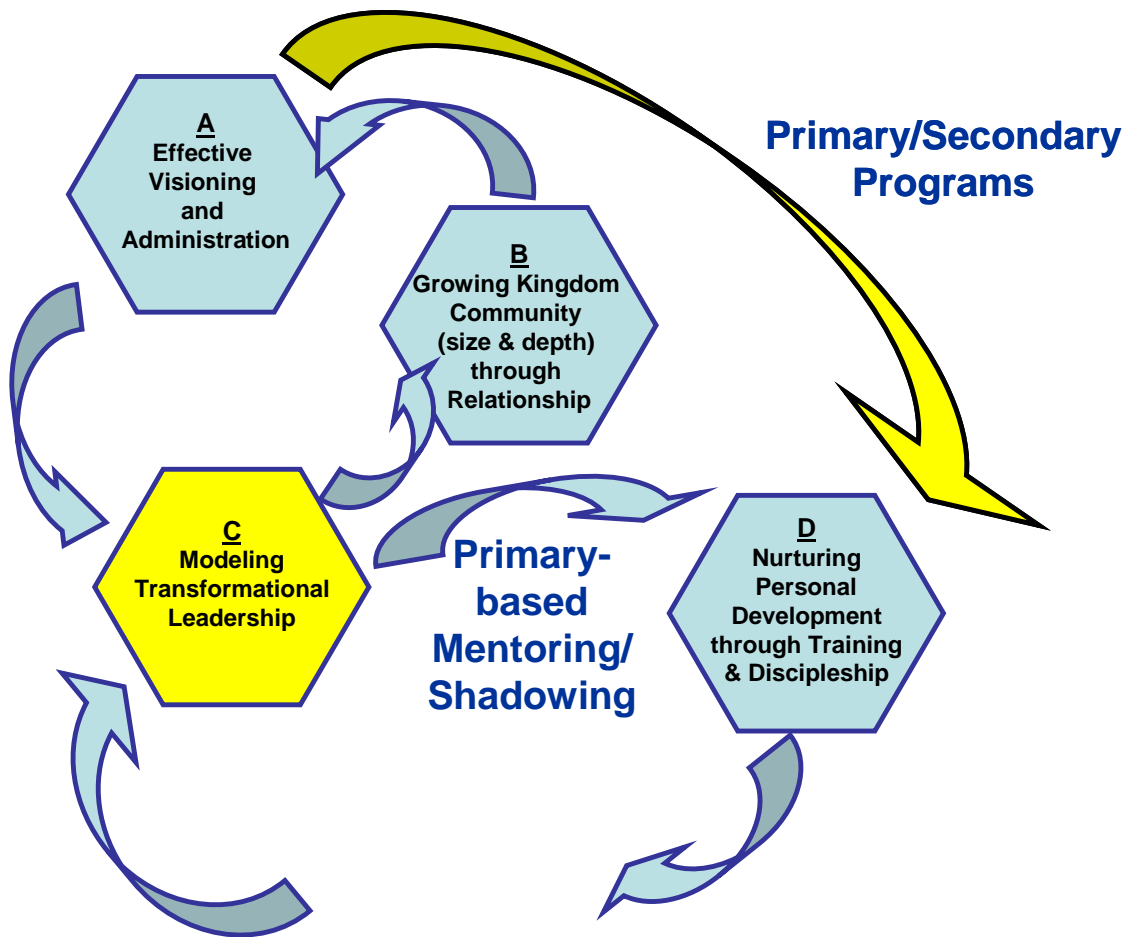 A
Effective
Visioning
and
Administration
Primary/Secondary
Programs
B
Growing Kingdom
Community
(size & depth)
through
Relationship
C
Modeling
Transformational
Leadership
Primary-
based
Mentoring/
Shadowing
D
Nurturing
Personal
Development
through Training
& Discipleship